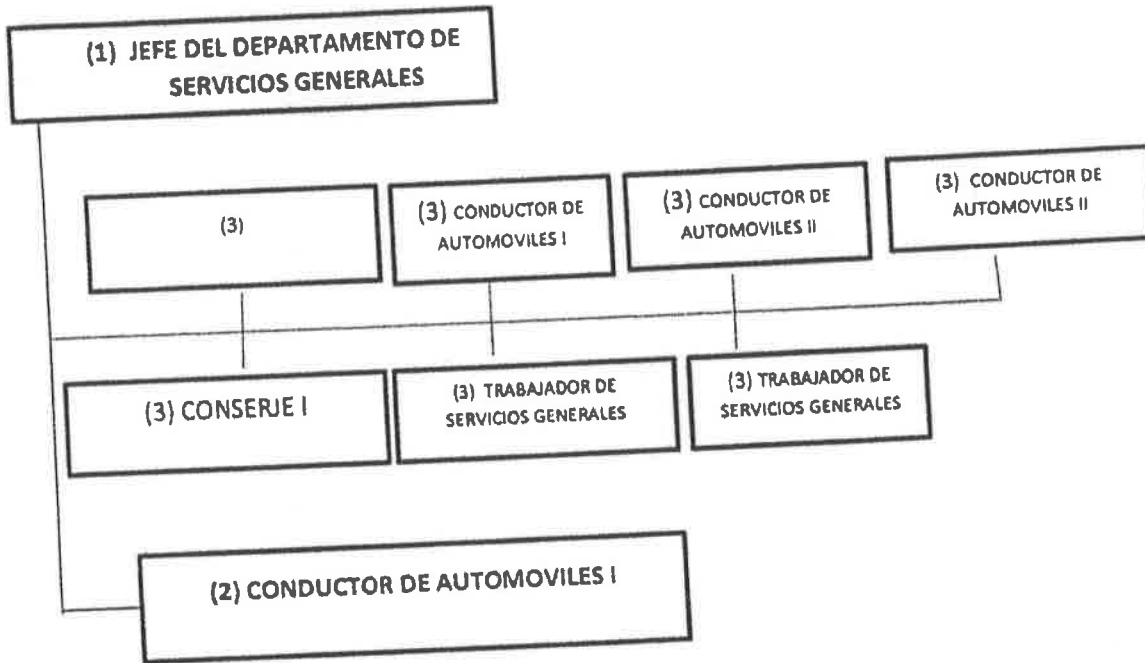 (1) JEFE DEL DEPARTAMENTO DE
SERVICIOS GENERALES
(3)
(3) CONDUCTOR DE
AUTOMOVILES I
(3) CONDUCTOR DE
AUTOMOVILES II
(3) CONDUCTOR DE
AUTOMOVILES II
(3) CONSERJE I
(3) TRABAJADOR DE
SERVICIOS GENERALES
(3) TRABAJADOR DE
SERVICIOS GENERALES
(2) CONDUCTOR DE AUTOMOVILES I